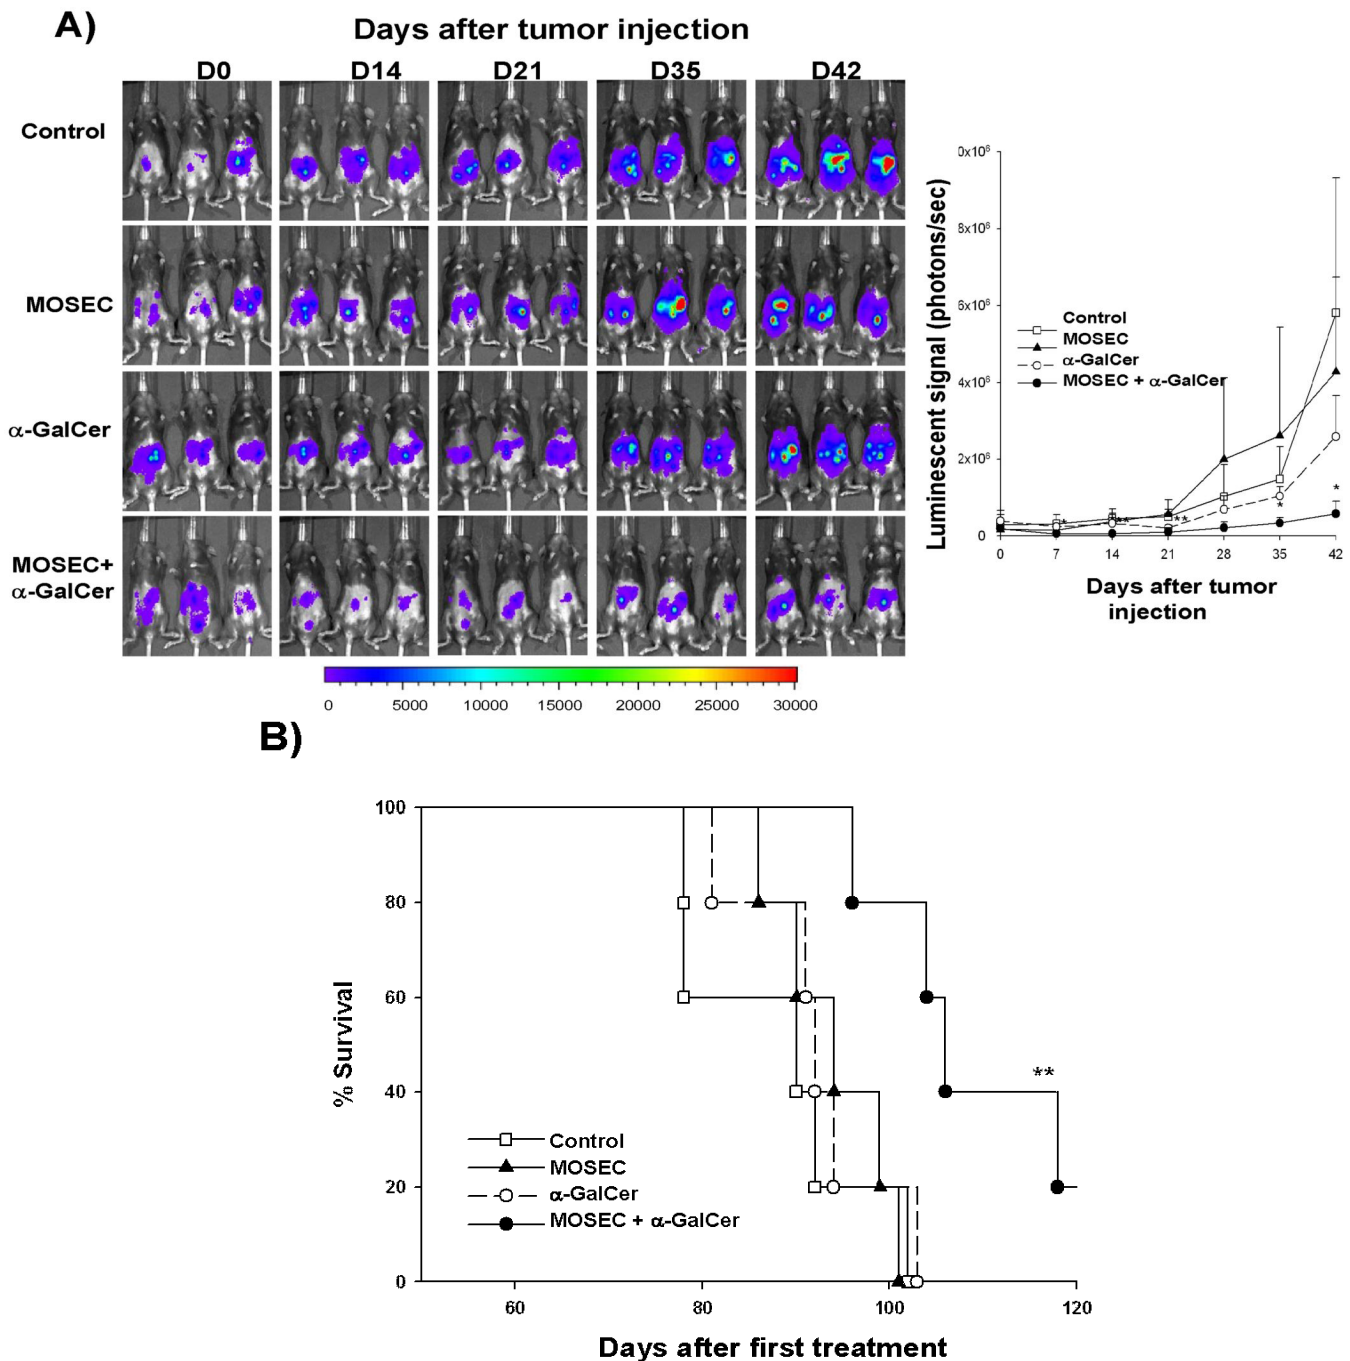 A)
Days after tumor injection
D0 D14 D21 D35 D42
Control
MOSEC
α-GalCer
MOSEC+
α-GalCer
0 5000 10000 15000 20000 25000 30000
Luminescent signal (photons/sec)
0x10⁶
8x10⁶
6x10⁶
4x10⁶
2x10⁶
0
Control
MOSEC
α-GalCer
MOSEC + α-GalCer
*
**
**
*
*
0 7 14 21 28 35 42
Days after tumor
injection
B)
% Survival
100
80
60
40
20
0
**
Control
MOSEC
α-GalCer
MOSEC + α-GalCer
60 80 100 120
Days after first treatment